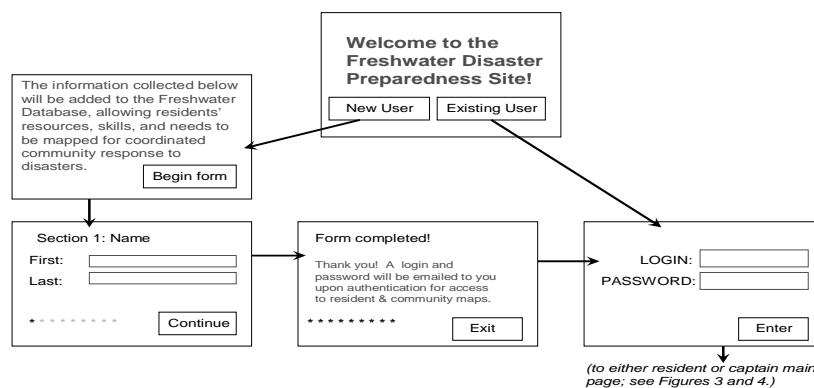 Welcome to the
Freshwater Disaster
Preparedness Site!
New User
Existing User
The information collected below
will be added to the Freshwater
Database, allowing residents'
resources, skills, and needs to
be mapped for coordinated
community response to
disasters.
Begin form
Section 1: Name
First:
Last:
* * * * * * * * *
Continue
Form completed!
Thank you! A login and
password will be emailed to you
upon authentication for access
to resident & community maps.
* * * * * * * * *
Exit
LOGIN:
PASSWORD:
Enter
(to either resident or captain main
page; see Figures 3 and 4.)